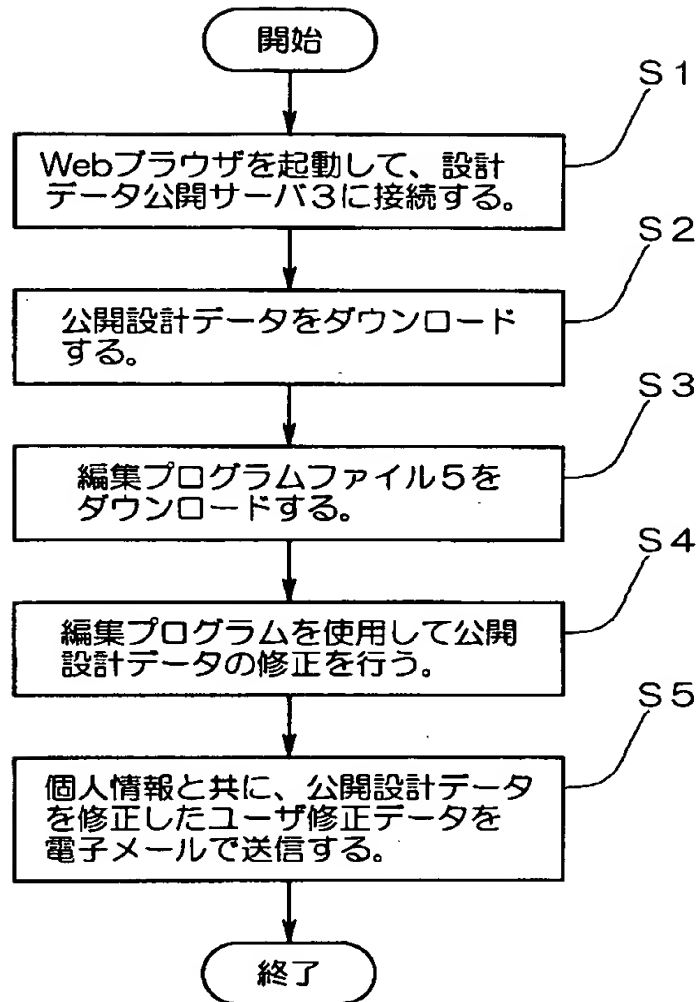 開始
S1
Webブラウザを起動して、設計
データ公開サーバ3に接続する。
S2
公開設計データをダウンロード
する。
S3
編集プログラムファイル5を
ダウンロードする。
S4
編集プログラムを使用して公開
設計データの修正を行う。
S5
個人情報と共に、公開設計データ
を修正したユーザ修正データを
電子メールで送信する。
終了